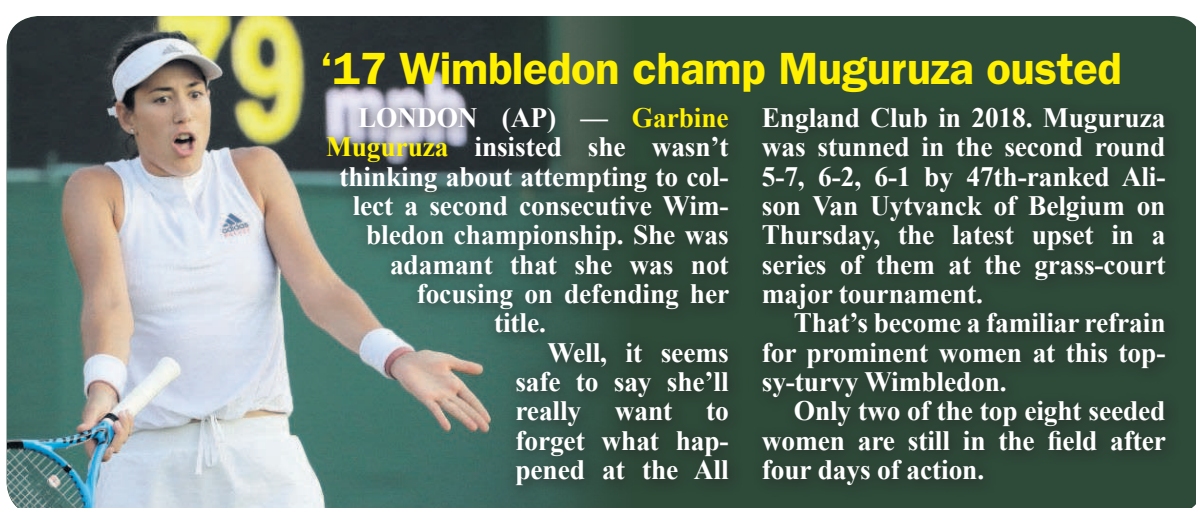 79
mph
adidas
'17 Wimbledon champ Muguruza ousted
LONDON (AP) — Garbine
Muguruza insisted she wasn't
thinking about attempting to col-
lect a second consecutive Wim-
bledon championship. She was
adamant that she was not
focusing on defending her
title.
Well, it seems
safe to say she'll
really want to
forget what hap-
pened at the All
England Club in 2018. Muguruza
was stunned in the second round
5-7, 6-2, 6-1 by 47th-ranked Ali-
son Van Uytvanck of Belgium on
Thursday, the latest upset in a
series of them at the grass-court
major tournament.
That's become a familiar refrain
for prominent women at this top-
sy-turvy Wimbledon.
Only two of the top eight seeded
women are still in the field after
four days of action.